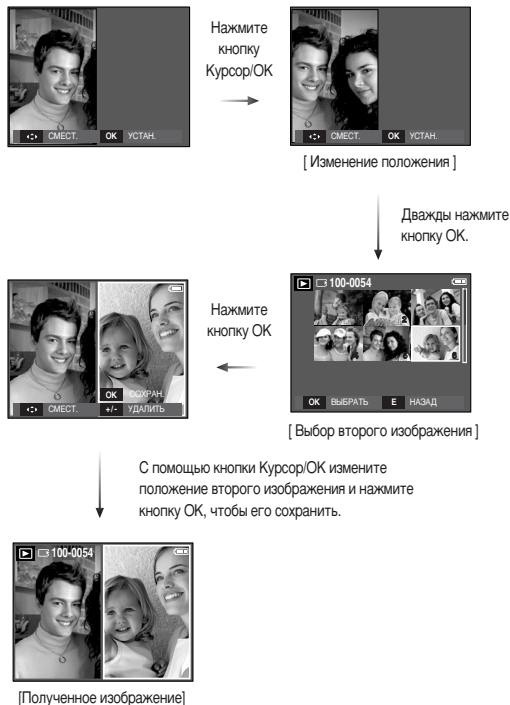 СМЕСТ. OK УСТАН.
Нажмите
кнопку
Курсор/OK
СМЕСТ. OK УСТАН.
[ Изменение положения ]
Дважды нажмите
кнопку OK.
100-0054
OK ВЫБРАТЬ E НАЗАД
[ Выбор второго изображения ]
Нажмите
кнопку OK
OK СОХРАН.
СМЕСТ. +/- УДАЛИТЬ
С помощью кнопки Курсор/OK измените
положение второго изображения и нажмите
кнопку OK, чтобы его сохранить.
100-0054
[Полученное изображение]